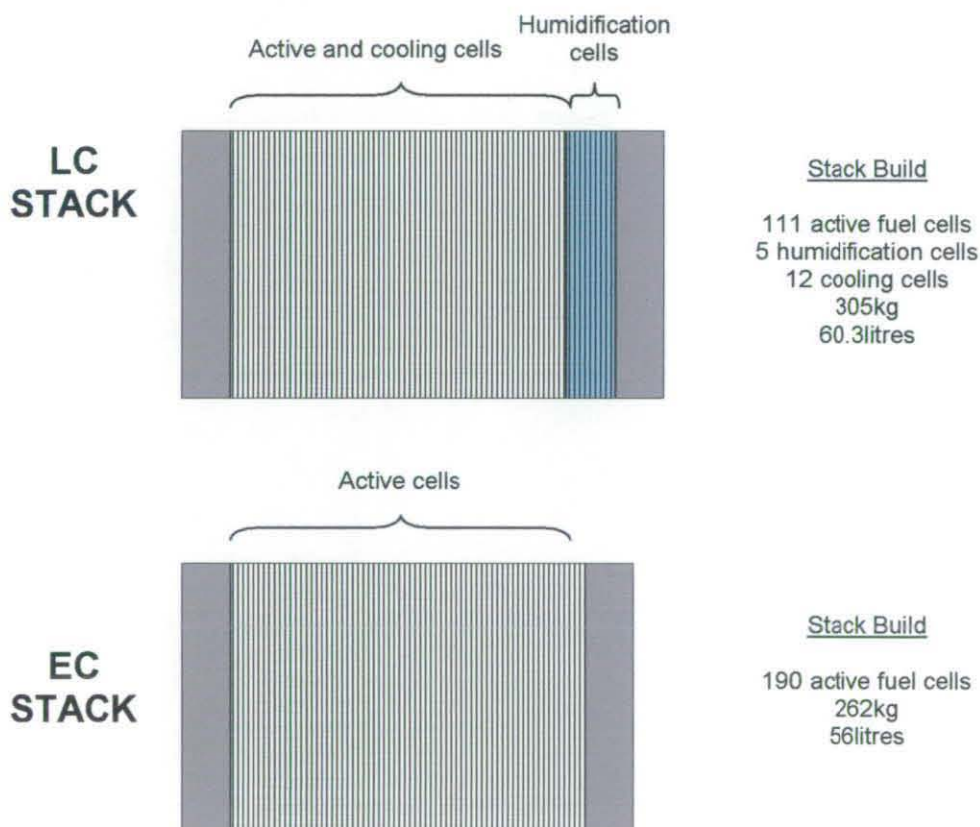 Active and cooling cells
Humidification
cells
LC
STACK
Stack Build
111 active fuel cells
5 humidification cells
12 cooling cells
305kg
60.3litres
Active cells
EC
STACK
Stack Build
190 active fuel cells
262kg
56litres